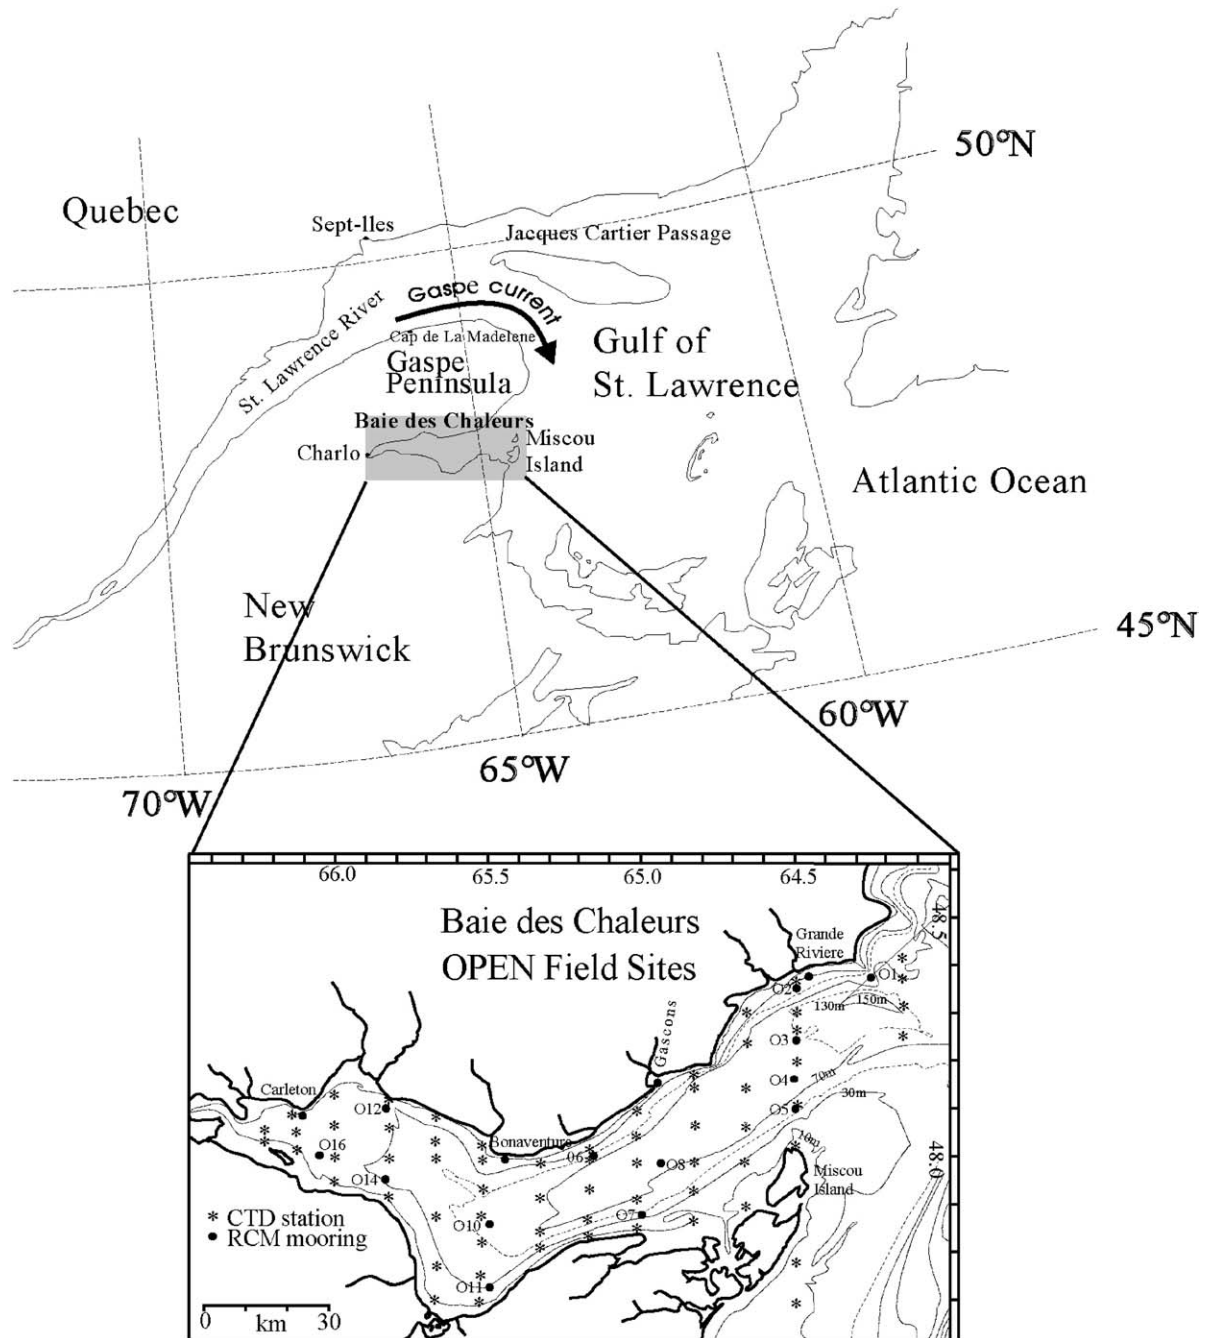 50°N
Quebec
Sept-Iles
Jacques Cartier Passage
Gaspe current
St. Lawrence River
Cap de La Madelene
Gaspe
Peninsula
Gulf of
St. Lawrence
Baie des Chaleurs
Charlo
Miscou
Island
Atlantic Ocean
New
Brunswick
45°N
60°W
65°W
70°W
66.0 65.5 65.0 64.5
Baie des Chaleurs
OPEN Field Sites
Grande
Riviere
48.5
O1
O2
130m 150m
Gascons
O3
O4 70m
30m
O5
Carleton
O12
10m
Bonaventure
48.0
O16
06
O8
Miscou
Island
O14
O7
O10
* CTD station
• RCM mooring
O11
0 km 30